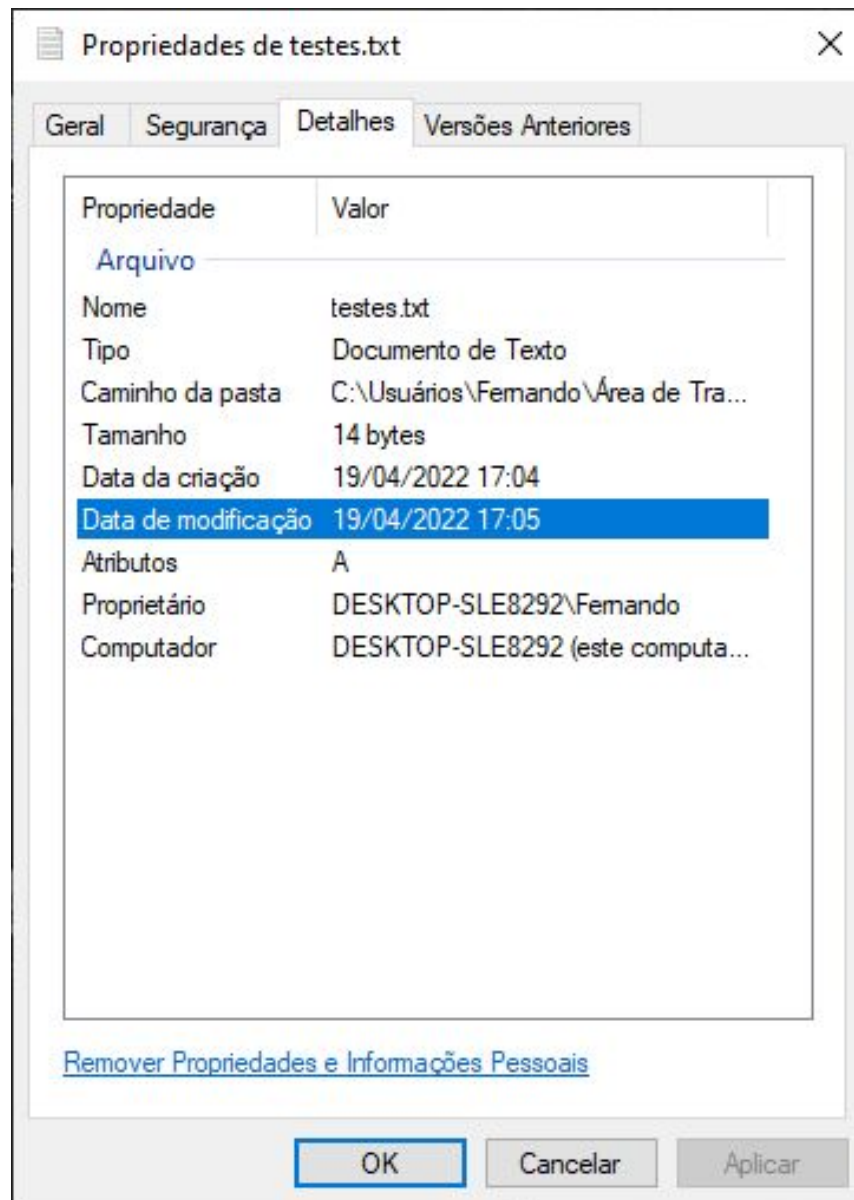 Propriedades de testes.txt
Geral Segurança Detalhes Versões Anteriores
Propriedade Valor
Arquivo
Nome testes.txt
Tipo Documento de Texto
Caminho da pasta C:\Usuários\Fernando\Área de Tra...
Tamanho 14 bytes
Data da criação 19/04/2022 17:04
Data de modificação 19/04/2022 17:05
Atributos A
Proprietário DESKTOP-SLE8292\Fernando
Computador DESKTOP-SLE8292 (este computa...
Remover Propriedades e Informações Pessoais
OK Cancelar Aplicar